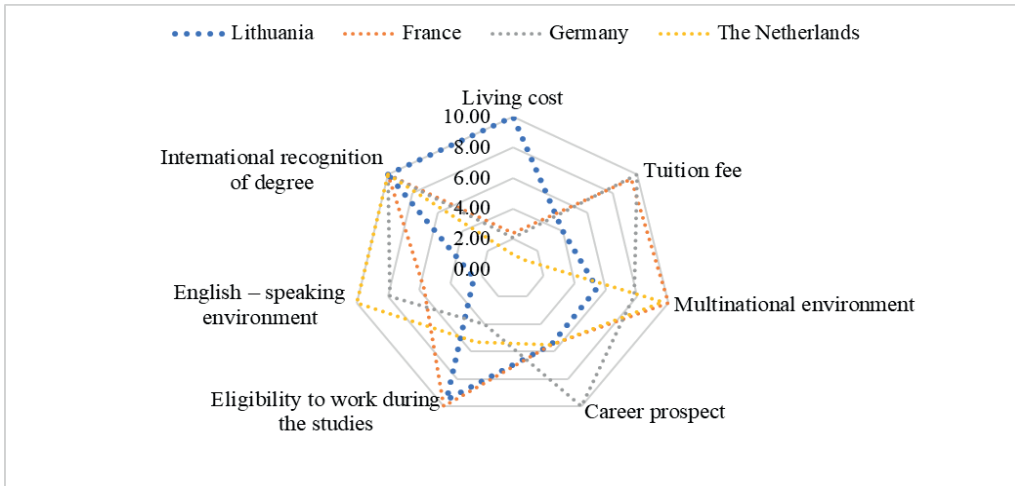 Lithuania France Germany The Netherlands
Living cost
10.00
8.00
6.00
4.00
2.00
0.00
International recognition
of degree
Tuition fee
English – speaking
environment
Multinational environment
Eligibility to work during
the studies
Career prospect